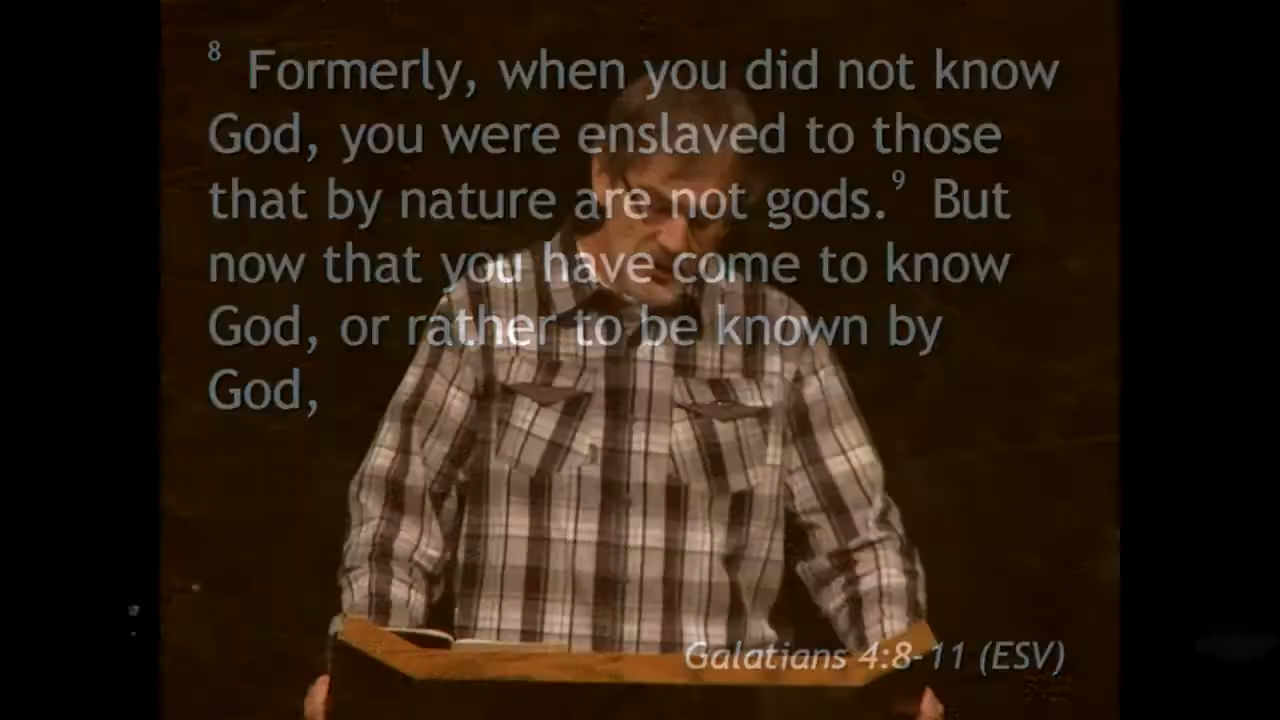 8 Formerly, when you did not know
God, you were enslaved to those
that by nature are not gods. 9 But
now that you have come to know
God, or rather to be known by
God,
Galatians 4:8-11 (ESV)